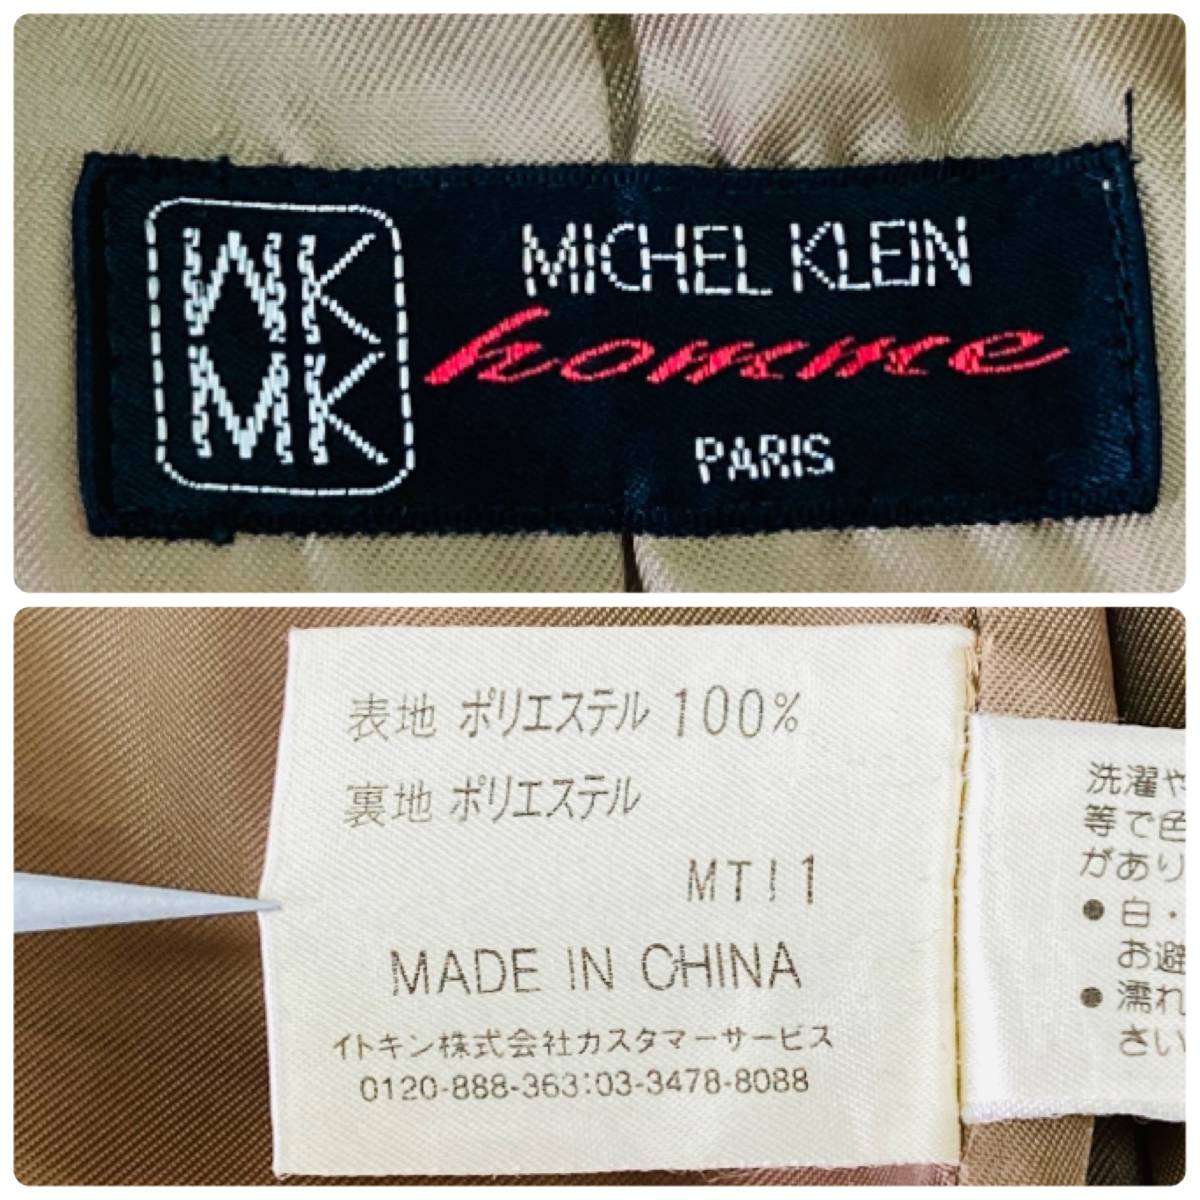 MK
MK
MICHEL KLEIN
homme
PARIS
表地 ポリエステル 100%
裏地 ポリエステル
MT!1
MADE IN CHINA
イトキン株式会社カスタマーサービス
0120-888-363:03-3478-8088
洗濯や
等で色
があり
●白・
お避
●濡れ
さい